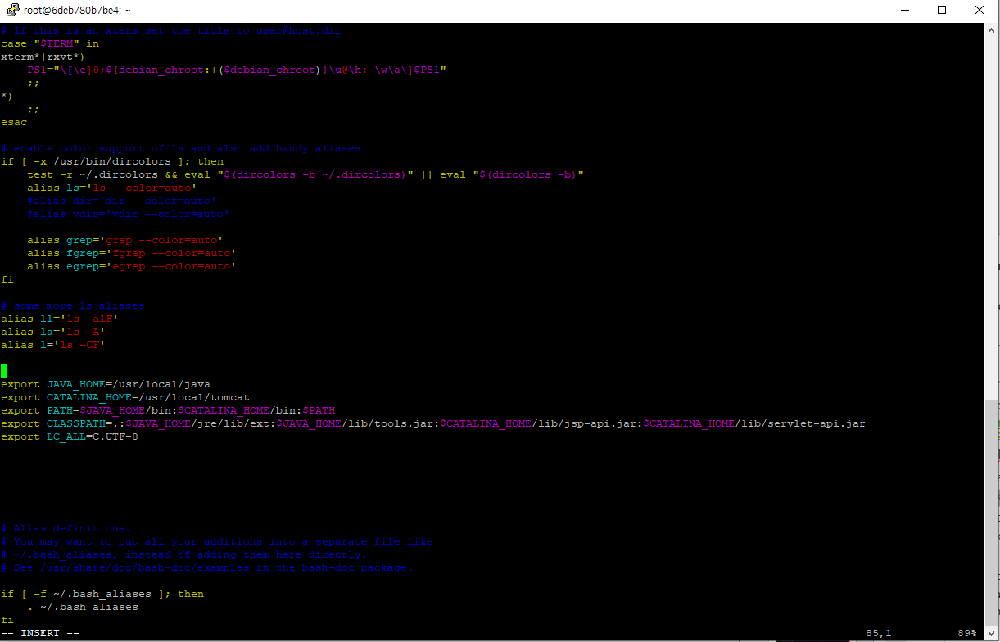 root@6deb780b7be4: ~
# If this is an xterm set the title to user@host:dir
case "$TERM" in
xterm*|rxvt*)
    PS1="\[\e]0;${debian_chroot:+($debian_chroot)}\u@\h: \w\a\]$PS1"
    ;;
*)
    ;;
esac
# enable color support of ls and also add handy aliases
if [ -x /usr/bin/dircolors ]; then
    test -r ~/.dircolors && eval "$(dircolors -b ~/.dircolors)" || eval "$(dircolors -b)"
    alias ls='ls --color=auto'
    #alias dir='dir --color=auto'
    #alias vdir='vdir --color=auto'
    alias grep='grep --color=auto'
    alias fgrep='fgrep --color=auto'
    alias egrep='egrep --color=auto'
fi
# some more ls aliases
alias ll='ls -alF'
alias la='ls -A'
alias l='ls -CF'
export JAVA_HOME=/usr/local/java
export CATALINA_HOME=/usr/local/tomcat
export PATH=$JAVA_HOME/bin:$CATALINA_HOME/bin:$PATH
export CLASSPATH=.:$JAVA_HOME/jre/lib/ext:$JAVA_HOME/lib/tools.jar:$CATALINA_HOME/lib/jsp-api.jar:$CATALINA_HOME/lib/servlet-api.jar
export LC_ALL=C.UTF-8
# Alias definitions.
# You may want to put all your additions into a separate file like
# ~/.bash_aliases, instead of adding them here directly.
# See /usr/share/doc/bash-doc/examples in the bash-doc package.
if [ -f ~/.bash_aliases ]; then
    . ~/.bash_aliases
fi
-- INSERT -- 85,1 89%